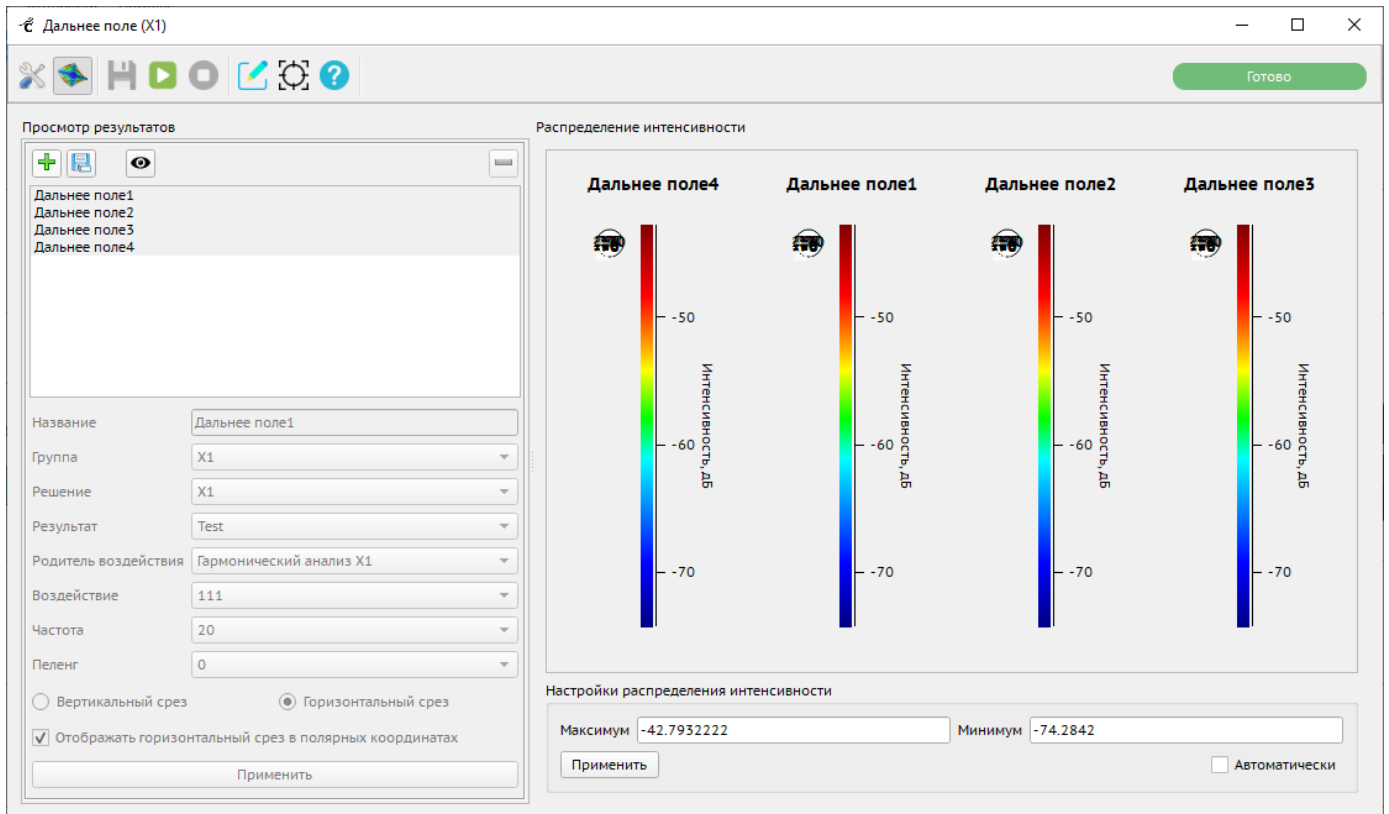 Дальнее поле (X1)
Готово
Просмотр результатов
Дальнее поле1
Дальнее поле2
Дальнее поле3
Дальнее поле4
Название Дальнее поле1
Группа X1
Решение X1
Результат Test
Родитель воздействия Гармонический анализ X1
Воздействие 111
Частота 20
Пеленг 0
Вертикальный срез Горизонтальный срез
Отображать горизонтальный срез в полярных координатах
Применить
Распределение интенсивности
Дальнее поле4 Дальнее поле1 Дальнее поле2 Дальнее поле3
-50 -50 -50 -50
Интенсивность, дБ Интенсивность, дБ Интенсивность, дБ Интенсивность, дБ
-60 -60 -60 -60
-70 -70 -70 -70
Настройки распределения интенсивности
Максимум -42.7932222 Минимум -74.2842
Применить Автоматически